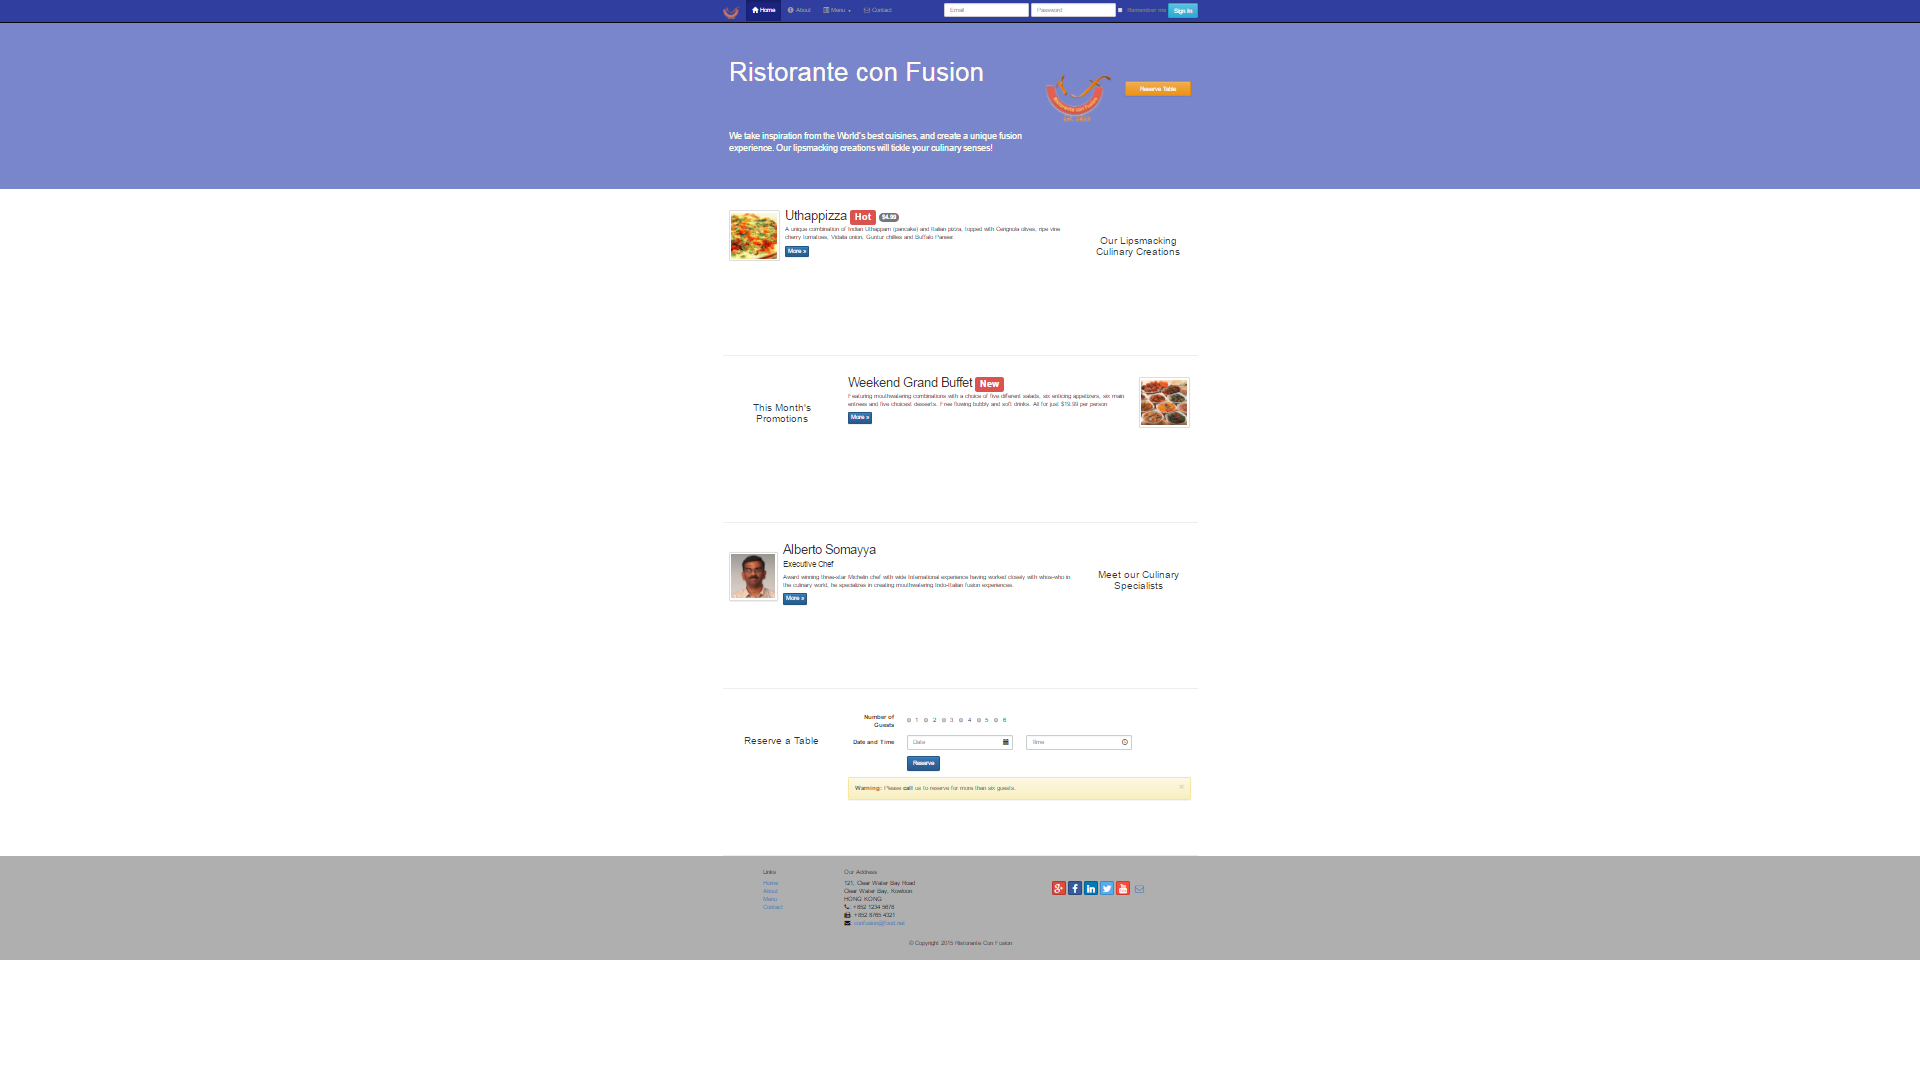 Home About Menu Contact Email Password Remember me Sign in
Ristorante con Fusion
Ristorante con Fusion
Reserve Table
We take inspiration from the World's best cuisines, and create a unique fusion
experience. Our lipsmacking creations will tickle your culinary senses!
Uthappizza Hot $4.99
A unique combination of Indian Uthappam (pancake) and Italian pizza, topped with Cerignola olives, ripe vine
cherry tomatoes, Vidalia onion, Guntur chillies and Buffalo Paneer.
More »
Our Lipsmacking
Culinary Creations
This Month's
Promotions
Weekend Grand Buffet New
Featuring mouthwatering combinations with a choice of five different salads, six enticing appetizers, six main
entrees and five choicest desserts. Free flowing bubbly and soft drinks. All for just $19.99 per person
More »
Alberto Somayya
Executive Chef
Award winning three-star Michelin chef with wide International experience having worked closely with whos-who in
the culinary world, he specializes in creating mouthwatering Indo-Italian fusion experiences.
More »
Meet our Culinary
Specialists
Reserve a Table
Number of
Guests
1 2 3 4 5 6
Date and Time Date Time
Reserve
Warning: Please call us to reserve for more than six guests. ×
Links
Home
About
Menu
Contact
Our Address
121, Clear Water Bay Road
Clear Water Bay, Kowloon
HONG KONG
: +852 1234 5678
: +852 8765 4321
: confusion@food.net
© Copyright 2015 Ristorante Con Fusion